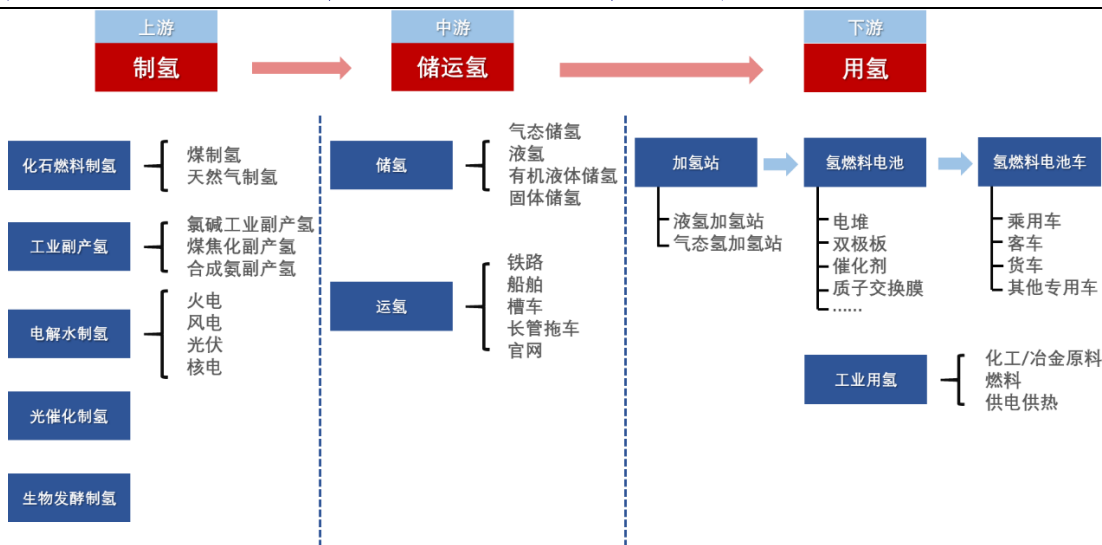 上游
制氢
中游
储运氢
下游
用氢
化石燃料制氢
煤制氢
天然气制氢
工业副产氢
氯碱工业副产氢
煤焦化副产氢
合成氨副产氢
电解水制氢
火电
风电
光伏
核电
光催化制氢
生物发酵制氢
储氢
气态储氢
液氢
有机液体储氢
固体储氢
运氢
铁路
船舶
槽车
长管拖车
官网
加氢站
液氢加氢站
气态氢加氢站
氢燃料电池
电堆
双极板
催化剂
质子交换膜
……
氢燃料电池车
乘用车
客车
货车
其他专用车
工业用氢
化工/冶金原料
燃料
供电供热